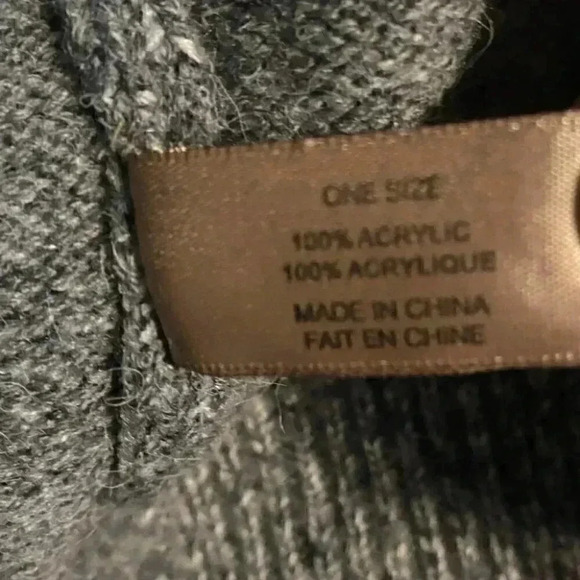 ONE SIZE
100% ACRYLIC
100% ACRYLIQUE
MADE IN CHINA
FAIT EN CHINE